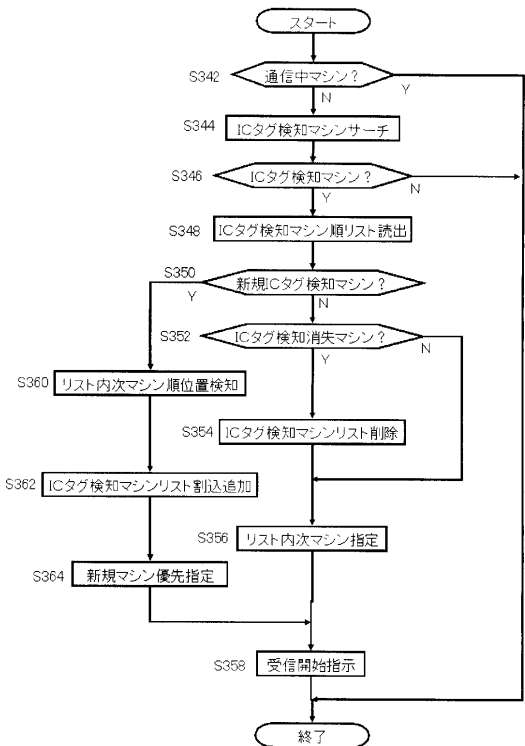 スタート
S342
通信中マシン?
Y
N
S344
ICタグ検知マシンサーチ
S346
ICタグ検知マシン?
N
Y
S348
ICタグ検知マシン順リスト読出
S350
新規ICタグ検知マシン?
Y
N
S352
ICタグ検知消失マシン?
N
Y
S360
リスト内次マシン順位置検知
S354
ICタグ検知マシンリスト削除
S362
ICタグ検知マシンリスト割込追加
S356
リスト内次マシン指定
S364
新規マシン優先指定
S358
受信開始指示
終了